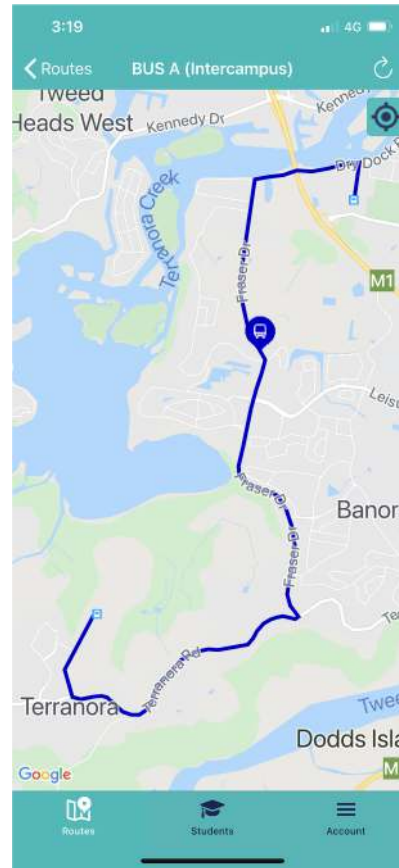 3:19
4G
Routes
BUS A (Intercampus)
Tweed
Heads West
Kennedy Dr
Kennedy
Dry Dock
Terranora Creek
Fraser Dr
M1
Leisu
Fraser Dr
Banor
Fraser Dr
Te
Terranora Rd
Terranora
Twee
Dodds Isla
Google
M
Routes
Students
Account